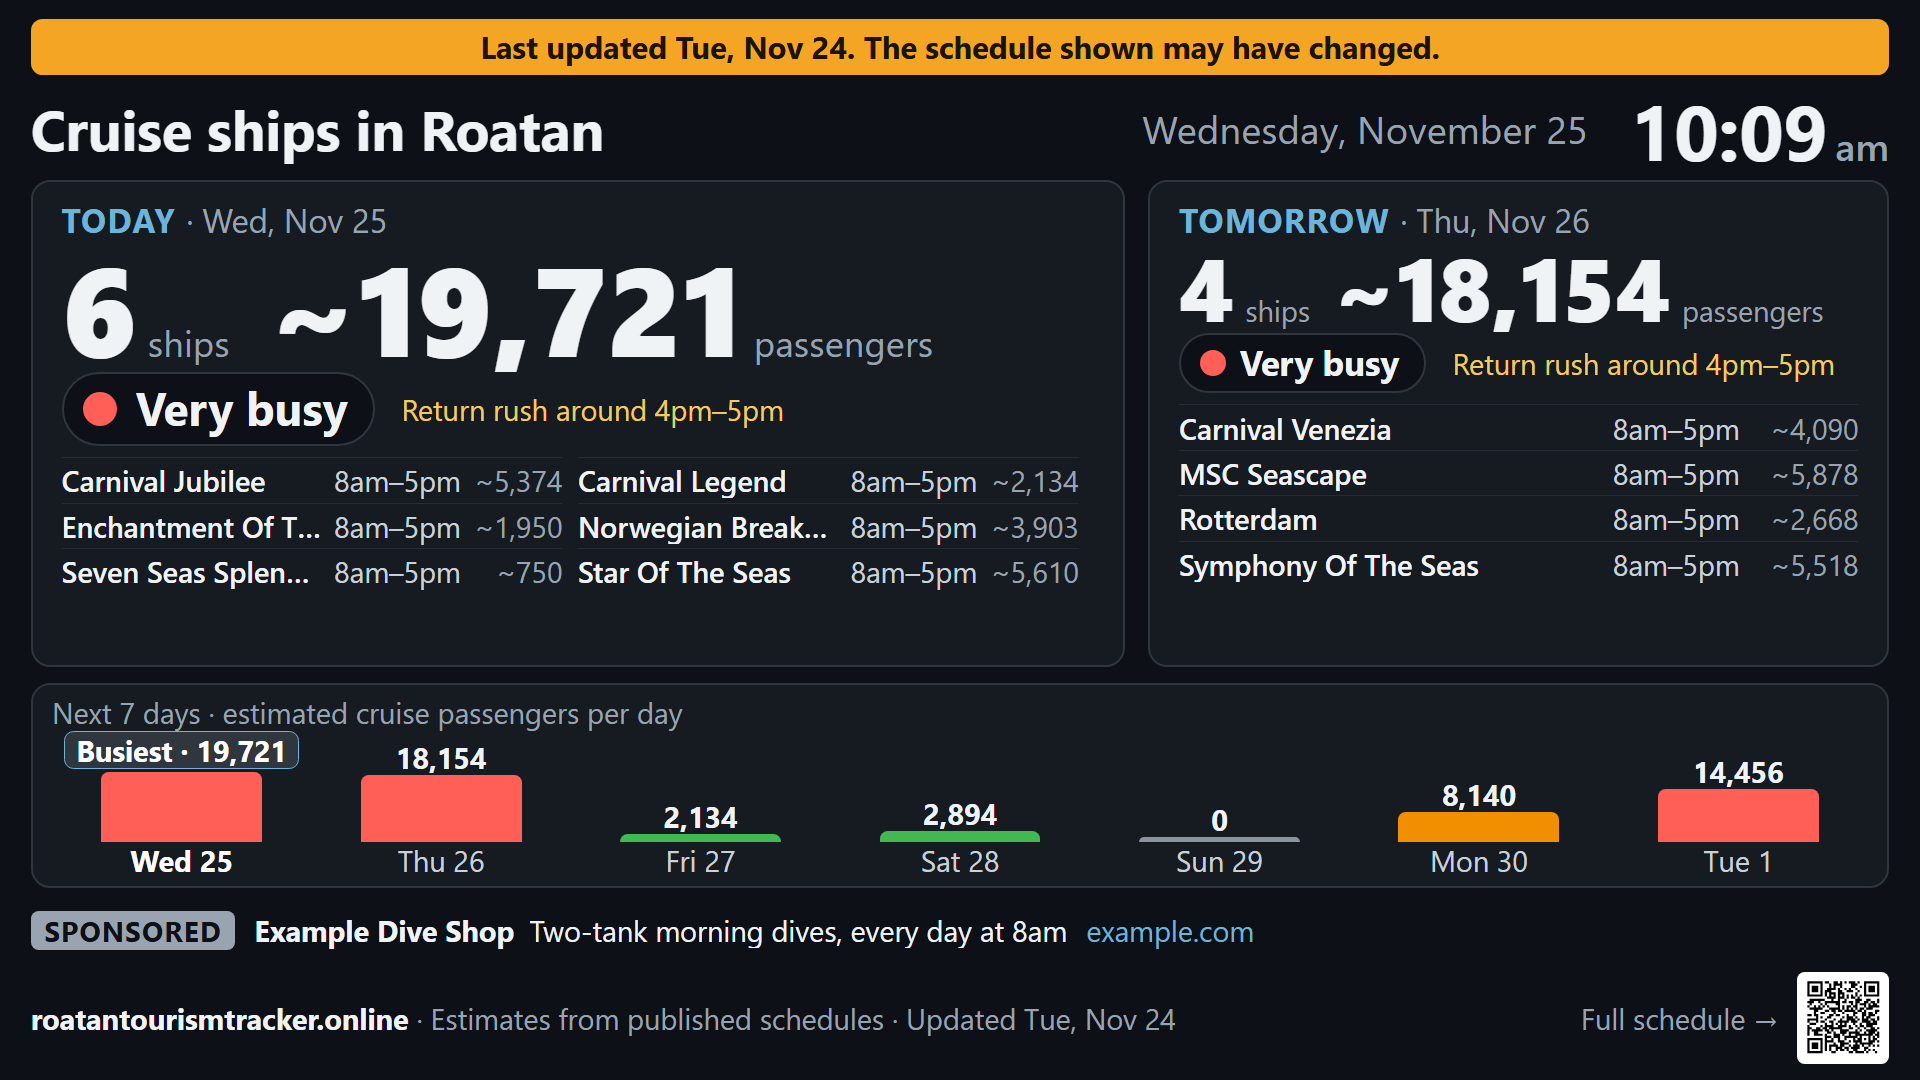 Last updated Tue, Nov 24. The schedule shown may have changed.
Cruise ships in Roatan
Wednesday, November 25 10:09 am
TODAY · Wed, Nov 25
6 ships ~19,721 passengers
Very busy Return rush around 4pm–5pm
Carnival Jubilee 8am–5pm ~5,374
Carnival Legend 8am–5pm ~2,134
Enchantment Of T... 8am–5pm ~1,950
Norwegian Break... 8am–5pm ~3,903
Seven Seas Splen... 8am–5pm ~750
Star Of The Seas 8am–5pm ~5,610
TOMORROW · Thu, Nov 26
4 ships ~18,154 passengers
Very busy Return rush around 4pm–5pm
Carnival Venezia 8am–5pm ~4,090
MSC Seascape 8am–5pm ~5,878
Rotterdam 8am–5pm ~2,668
Symphony Of The Seas 8am–5pm ~5,518
Next 7 days · estimated cruise passengers per day
Busiest · 19,721 18,154 2,134 2,894 0 8,140 14,456
Wed 25 Thu 26 Fri 27 Sat 28 Sun 29 Mon 30 Tue 1
SPONSORED Example Dive Shop Two-tank morning dives, every day at 8am example.com
roatantourismtracker.online · Estimates from published schedules · Updated Tue, Nov 24
Full schedule →